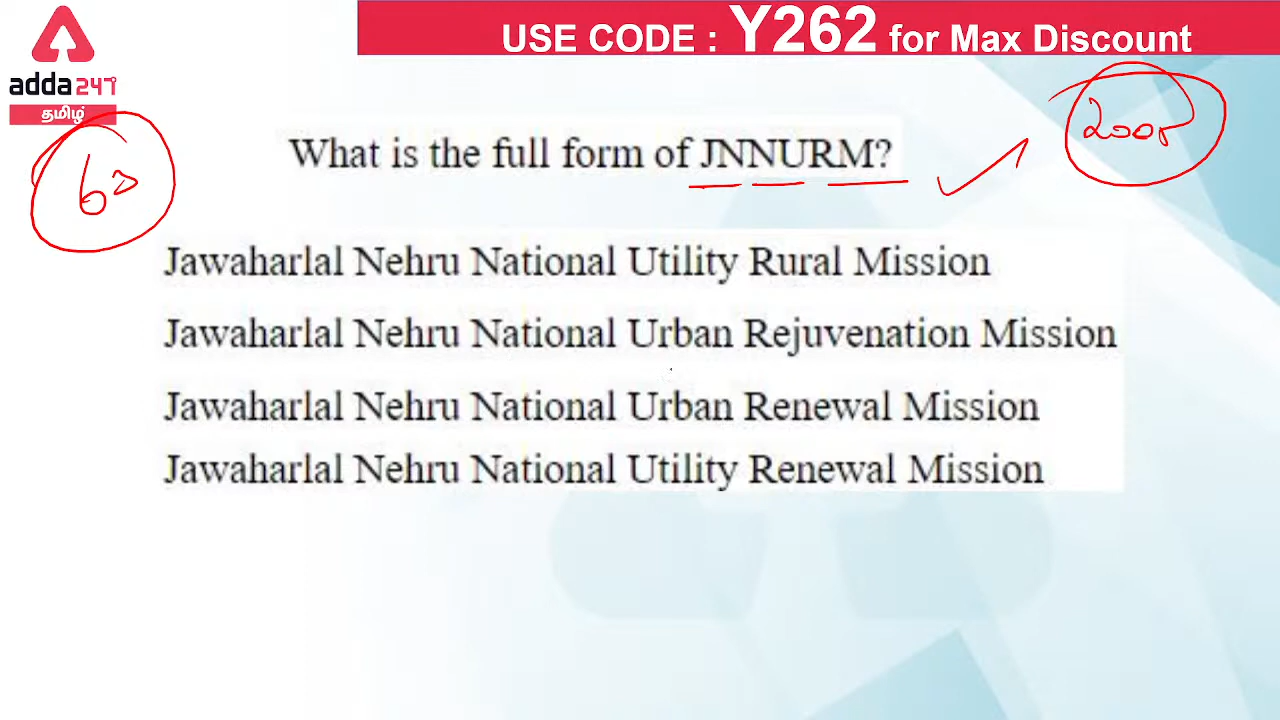 USE CODE : Y262 for Max Discount
adda247
தமிழ்
What is the full form of JNNURM?
Jawaharlal Nehru National Utility Rural Mission
Jawaharlal Nehru National Urban Rejuvenation Mission
Jawaharlal Nehru National Urban Renewal Mission
Jawaharlal Nehru National Utility Renewal Mission